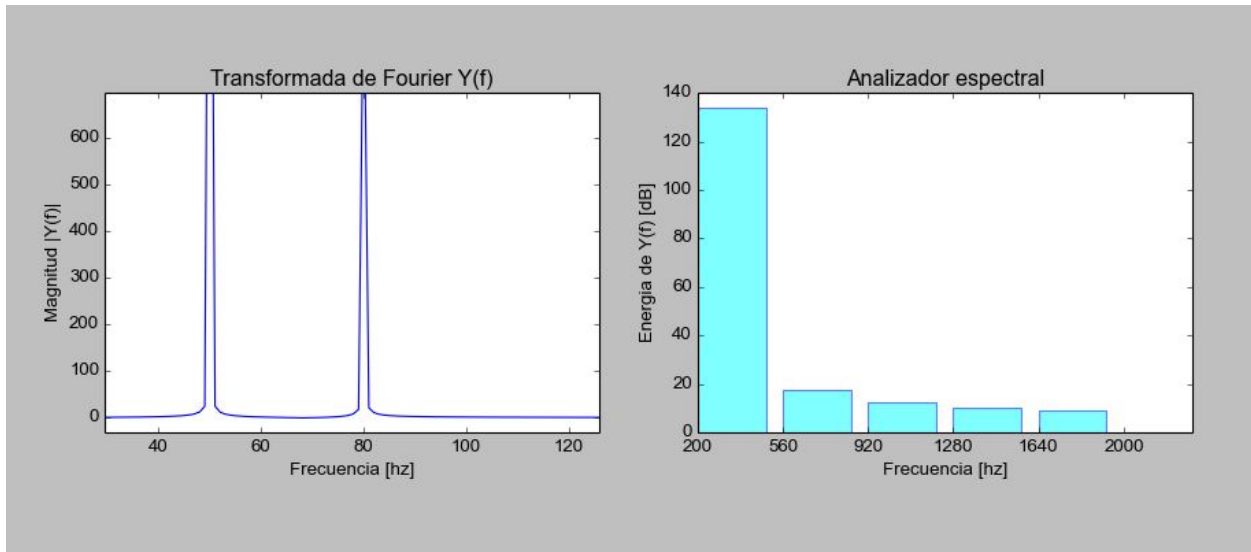 Transformada de Fourier Y(f)
Magnitud |Y(f)|
600
500
400
300
200
100
0
40 60 80 100 120
Frecuencia [hz]
Analizador espectral
Energia de Y(f) [dB]
140
120
100
80
60
40
20
0
200 560 920 1280 1640 2000
Frecuencia [hz]